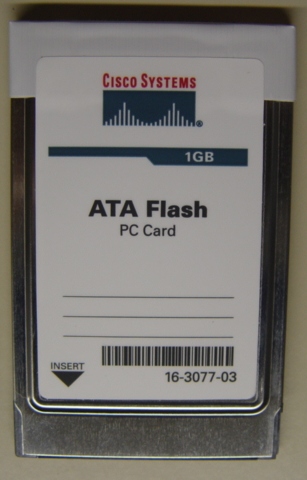 CISCO SYSTEMS
®
1GB
ATA Flash
PC Card
INSERT
16-3077-03